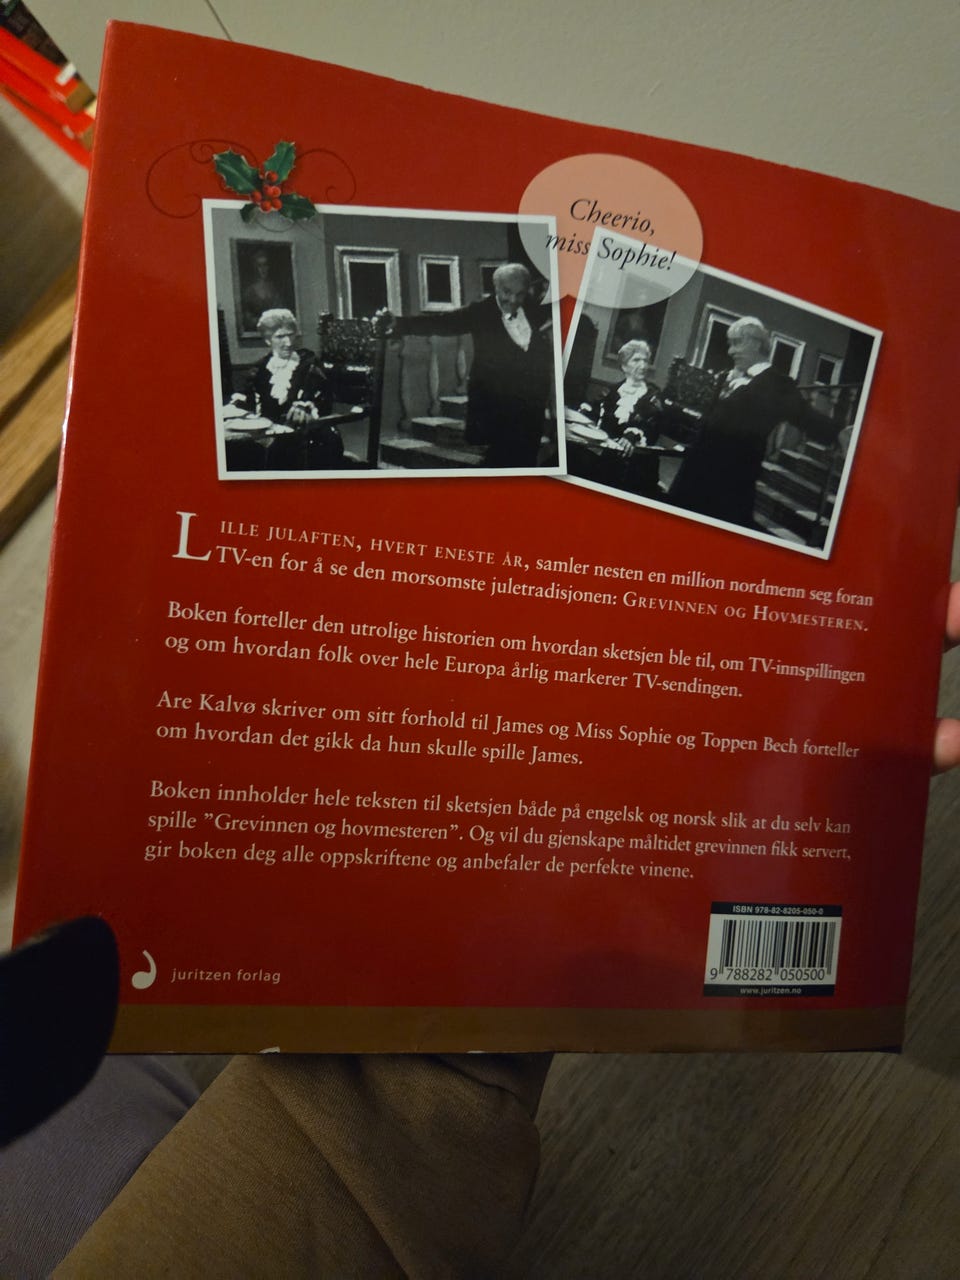 Cheerio,
miss Sophie!
LILLE JULAFTEN, HVERT ENESTE ÅR, samler nesten en million nordmenn seg foran
TV-en for å se den morsomste juletradisjonen: GREVINNEN OG HOVMESTEREN.
Boken forteller den utrolige historien om hvordan sketsjen ble til, om TV-innspillingen
og om hvordan folk over hele Europa årlig markerer TV-sendingen.
Are Kalvø skriver om sitt forhold til James og Miss Sophie og Toppen Bech forteller
om hvordan det gikk da hun skulle spille James.
Boken innholder hele teksten til sketsjen både på engelsk og norsk slik at du selv kan
spille ”Grevinnen og hovmesteren”. Og vil du gjenskape måltidet grevinnen fikk servert,
gir boken deg alle oppskriftene og anbefaler de perfekte vinene.
juritzen forlag
ISBN 978-82-8205-050-0
9 788282 050500
www.juritzen.no